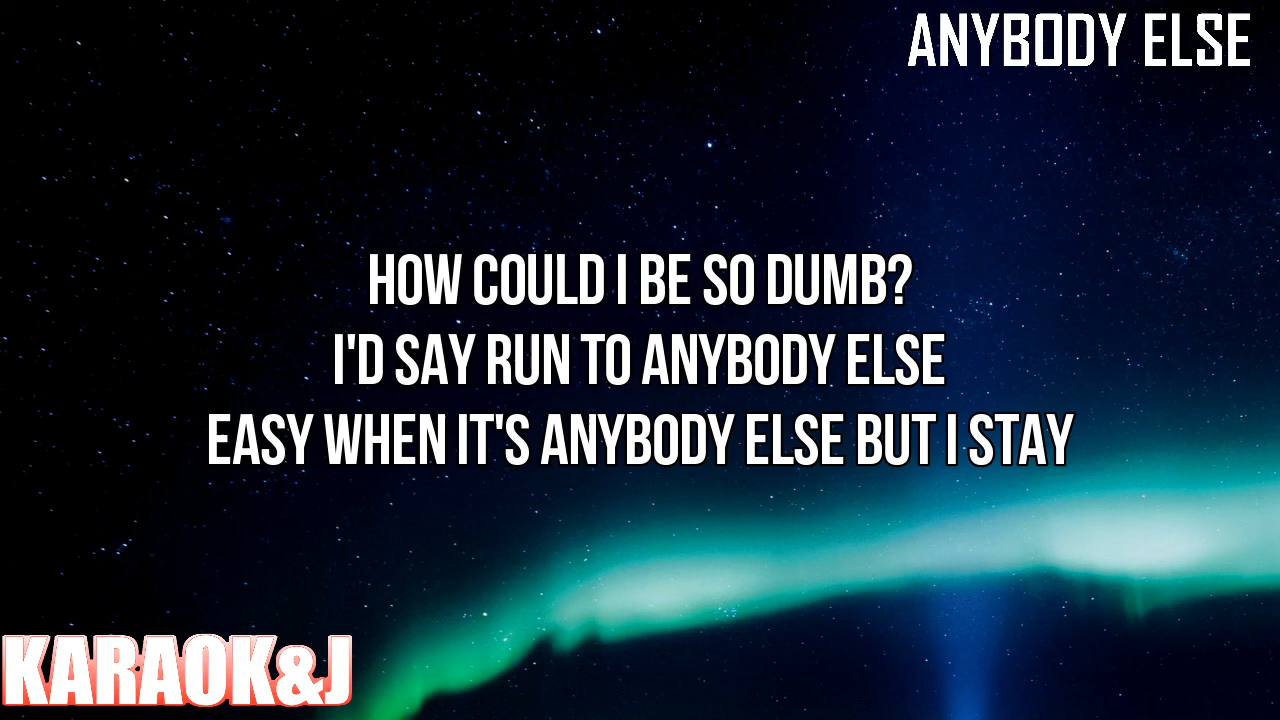 ANYBODY ELSE
HOW COULD I BE SO DUMB?
I'D SAY RUN TO ANYBODY ELSE
EASY WHEN IT'S ANYBODY ELSE BUT I STAY
KARAOK&J